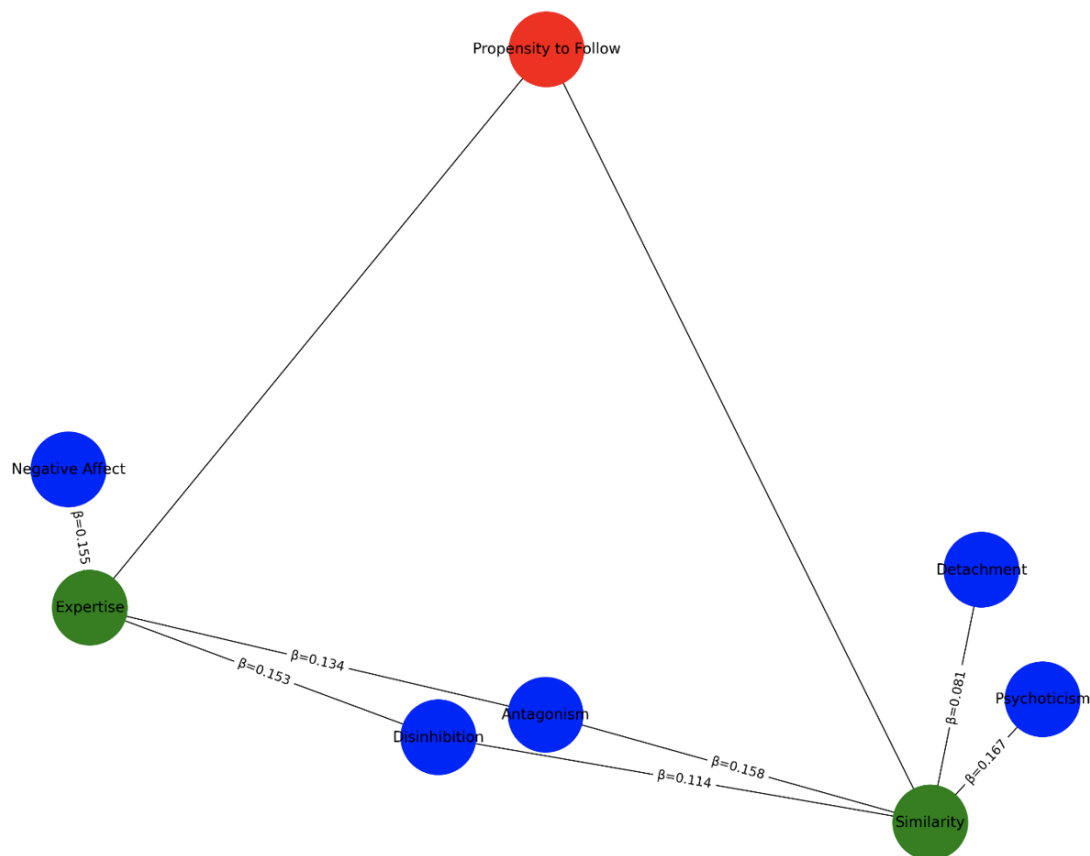 Propensity to Follow
Negative Affect
β=0.155
Detachment
Expertise
β=0.134
β=0.153
β=0.081
Psychoticism
Antagonism
Disinhibition
β=0.167
β=0.158
β=0.114
Similarity